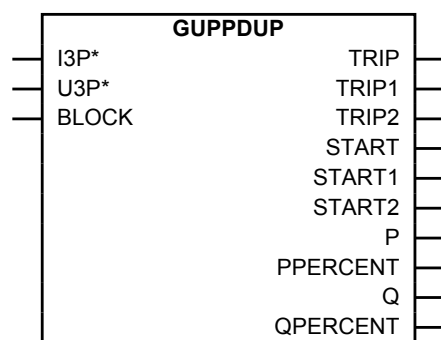 GUPPDUP
I3P* TRIP
U3P* TRIP1
BLOCK TRIP2
START
START1
START2
P
PPERCENT
Q
QPERCENT